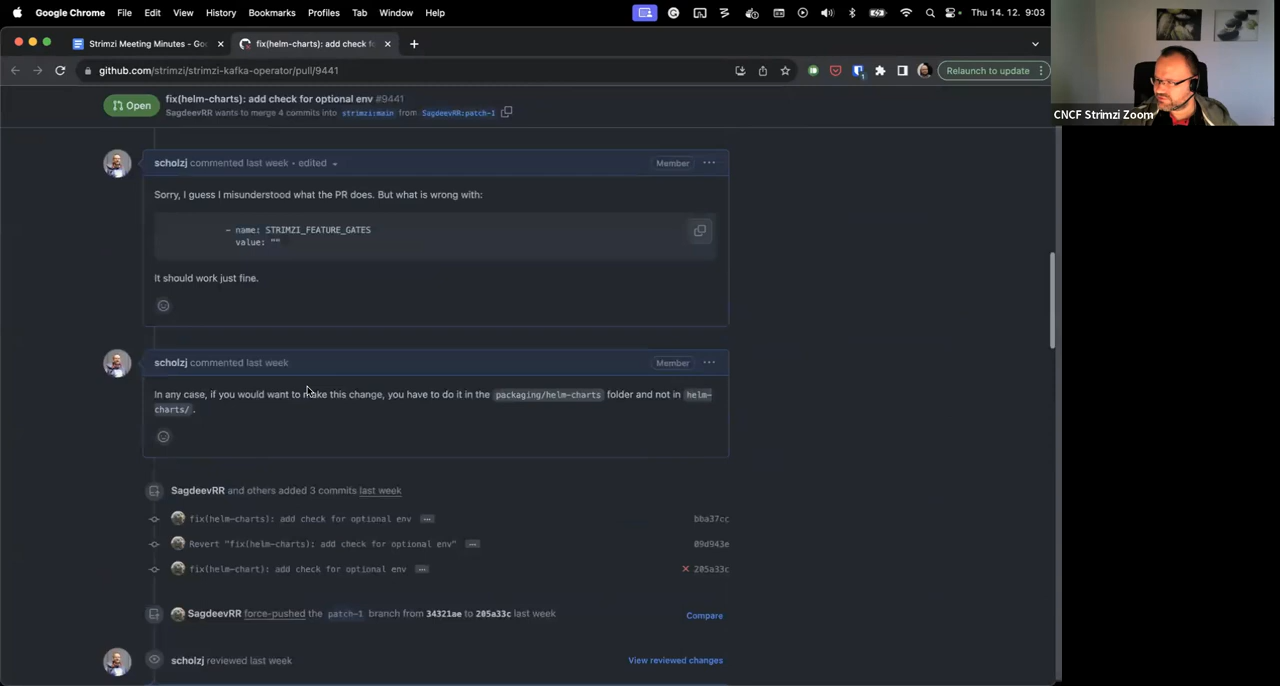 Google Chrome File Edit View History Bookmarks Profiles Tab Window Help Thu 14. 12. 9:03
Strimzi Meeting Minutes - Goo
fix(helm-charts): add check fo
github.com/strimzi/strimzi-kafka-operator/pull/9441
Relaunch to update
CNCF Strimzi Zoom
Open
fix(helm-charts): add check for optional env #9441
SagdeevRR wants to merge 4 commits into strimzi:main from SagdeevRR:patch-1
scholzj commented last week • edited
Member
Sorry, I guess I misunderstood what the PR does. But what is wrong with:
- name: STRIMZI_FEATURE_GATES
value: ""
It should work just fine.
scholzj commented last week
Member
In any case, if you would want to make this change, you have to do it in the packaging/helm-charts folder and not in helm-
charts/ .
SagdeevRR and others added 3 commits last week
fix(helm-charts): add check for optional env ... bba37cc
Revert "fix(helm-charts): add check for optional env" ... 09d943e
fix(helm-chart): add check for optional env ... 205a33c
SagdeevRR force-pushed the patch-1 branch from 34321ae to 205a33c last week
Compare
scholzj reviewed last week
View reviewed changes